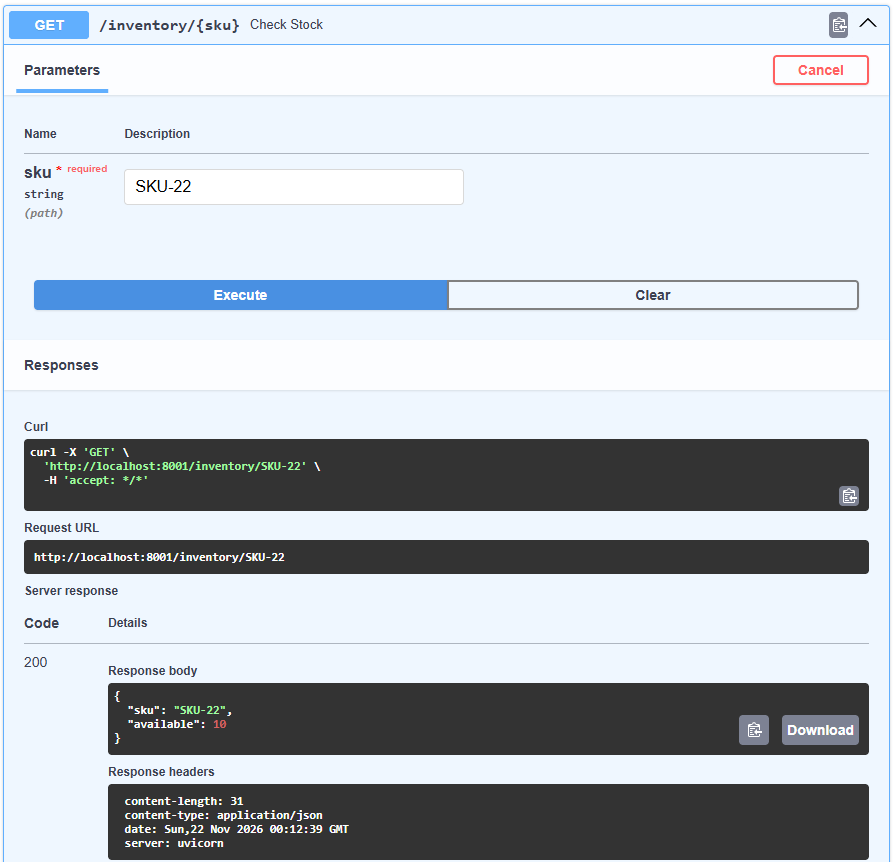 GET /inventory/{sku} Check Stock
Parameters
Cancel
Name Description
sku * required
string
(path)
SKU-22
Execute Clear
Responses
Curl
curl -X 'GET' \
  'http://localhost:8001/inventory/SKU-22' \
  -H 'accept: */*'
Request URL
http://localhost:8001/inventory/SKU-22
Server response
Code Details
200
Response body
{
  "sku": "SKU-22",
  "available": 10
}
Download
Response headers
content-length: 31
content-type: application/json
date: Sun,22 Nov 2026 00:12:39 GMT
server: uvicorn